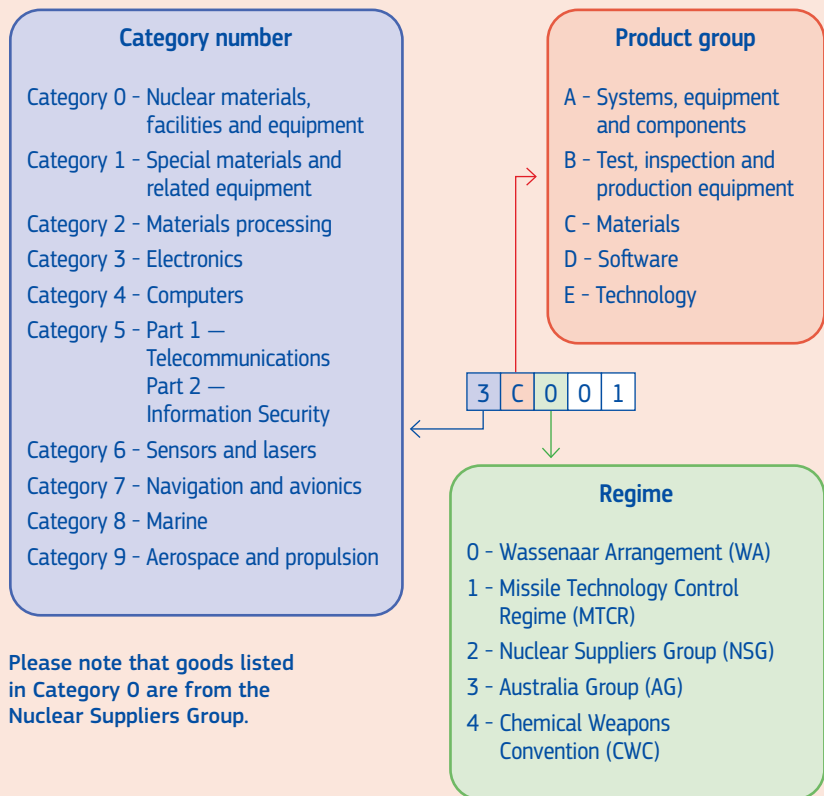 Category number
Category 0 - Nuclear materials,
facilities and equipment
Category 1 - Special materials and
related equipment
Category 2 - Materials processing
Category 3 - Electronics
Category 4 - Computers
Category 5 - Part 1 —
Telecommunications
Part 2 —
Information Security
Category 6 - Sensors and lasers
Category 7 - Navigation and avionics
Category 8 - Marine
Category 9 - Aerospace and propulsion
Please note that goods listed
in Category 0 are from the
Nuclear Suppliers Group.
Product group
A - Systems, equipment
and components
B - Test, inspection and
production equipment
C - Materials
D - Software
E - Technology
3 C 0 0 1
Regime
0 - Wassenaar Arrangement (WA)
1 - Missile Technology Control
Regime (MTCR)
2 - Nuclear Suppliers Group (NSG)
3 - Australia Group (AG)
4 - Chemical Weapons
Convention (CWC)